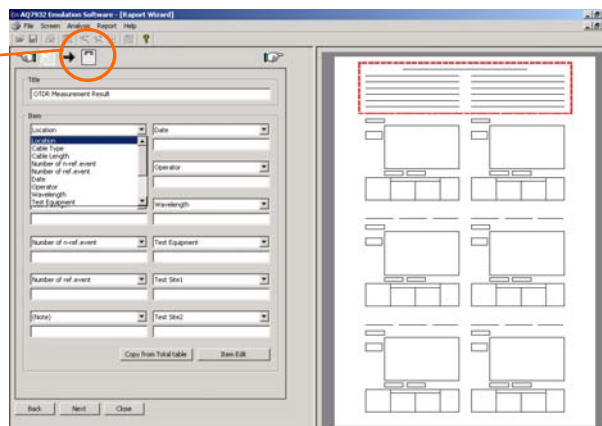 AQ7932 Emulation Software - [Report Wizard]
File Screen Analysis Report Help
Title
OTDR Measurement Result
Item
Location Date
Location
Cable Type
Cable Length
Number of n-ref.event
Number of ref.event
Date
Operator
Wavelength
Test Equipment
Operator
Wavelength
Number of n-ref.event Test Equipment
Number of ref.event Test Site1
(Note) Test Site2
Copy from Total table Item Edit
Back Next Close